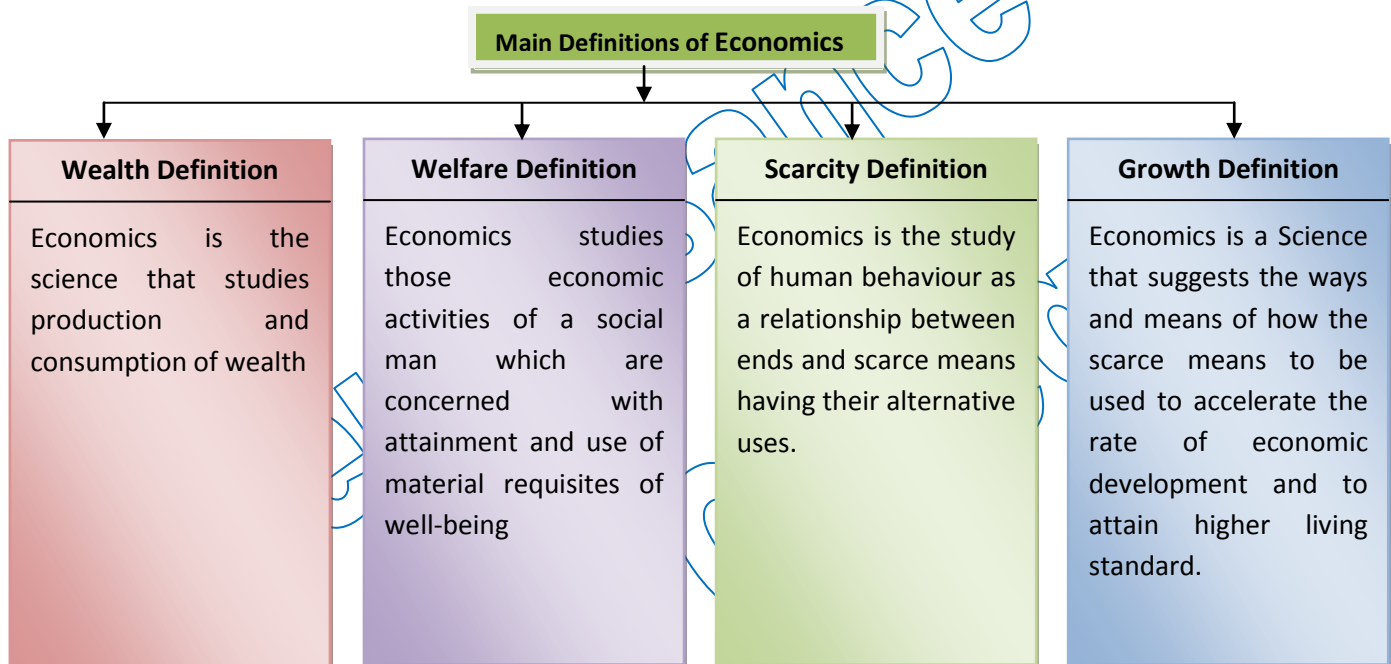 Main Definitions of Economics
Wealth Definition
Economics is the
science that studies
production and
consumption of wealth
Welfare Definition
Economics studies
those economic
activities of a social
man which are
concerned with
attainment and use of
material requisites of
well-being
Scarcity Definition
Economics is the study
of human behaviour as
a relationship between
ends and scarce means
having their alternative
uses.
Growth Definition
Economics is a Science
that suggests the ways
and means of how the
scarce means to be
used to accelerate the
rate of economic
development and to
attain higher living
standard.